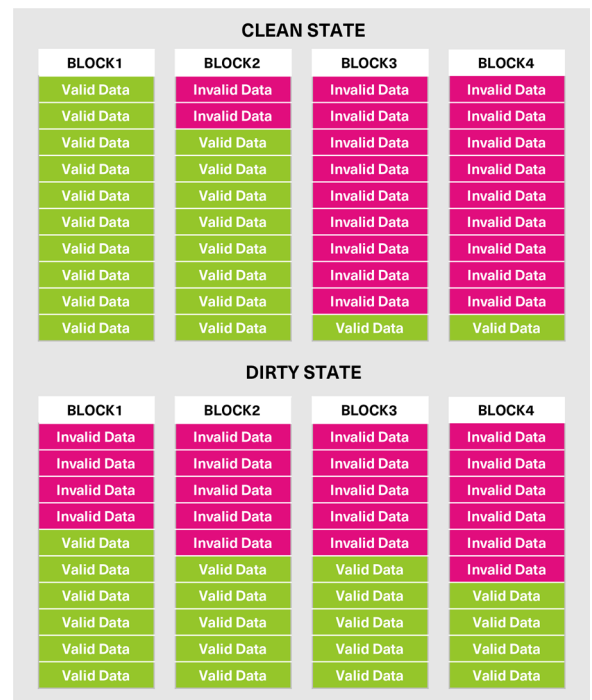 CLEAN STATE
BLOCK1 BLOCK2 BLOCK3 BLOCK4
Valid Data Invalid Data Invalid Data Invalid Data
Valid Data Invalid Data Invalid Data Invalid Data
Valid Data Valid Data Invalid Data Invalid Data
Valid Data Valid Data Invalid Data Invalid Data
Valid Data Valid Data Invalid Data Invalid Data
Valid Data Valid Data Invalid Data Invalid Data
Valid Data Valid Data Invalid Data Invalid Data
Valid Data Valid Data Invalid Data Invalid Data
Valid Data Valid Data Invalid Data Invalid Data
Valid Data Valid Data Valid Data Valid Data
DIRTY STATE
BLOCK1 BLOCK2 BLOCK3 BLOCK4
Invalid Data Invalid Data Invalid Data Invalid Data
Invalid Data Invalid Data Invalid Data Invalid Data
Invalid Data Invalid Data Invalid Data Invalid Data
Invalid Data Invalid Data Invalid Data Invalid Data
Valid Data Invalid Data Invalid Data Invalid Data
Valid Data Valid Data Valid Data Invalid Data
Valid Data Valid Data Valid Data Valid Data
Valid Data Valid Data Valid Data Valid Data
Valid Data Valid Data Valid Data Valid Data
Valid Data Valid Data Valid Data Valid Data